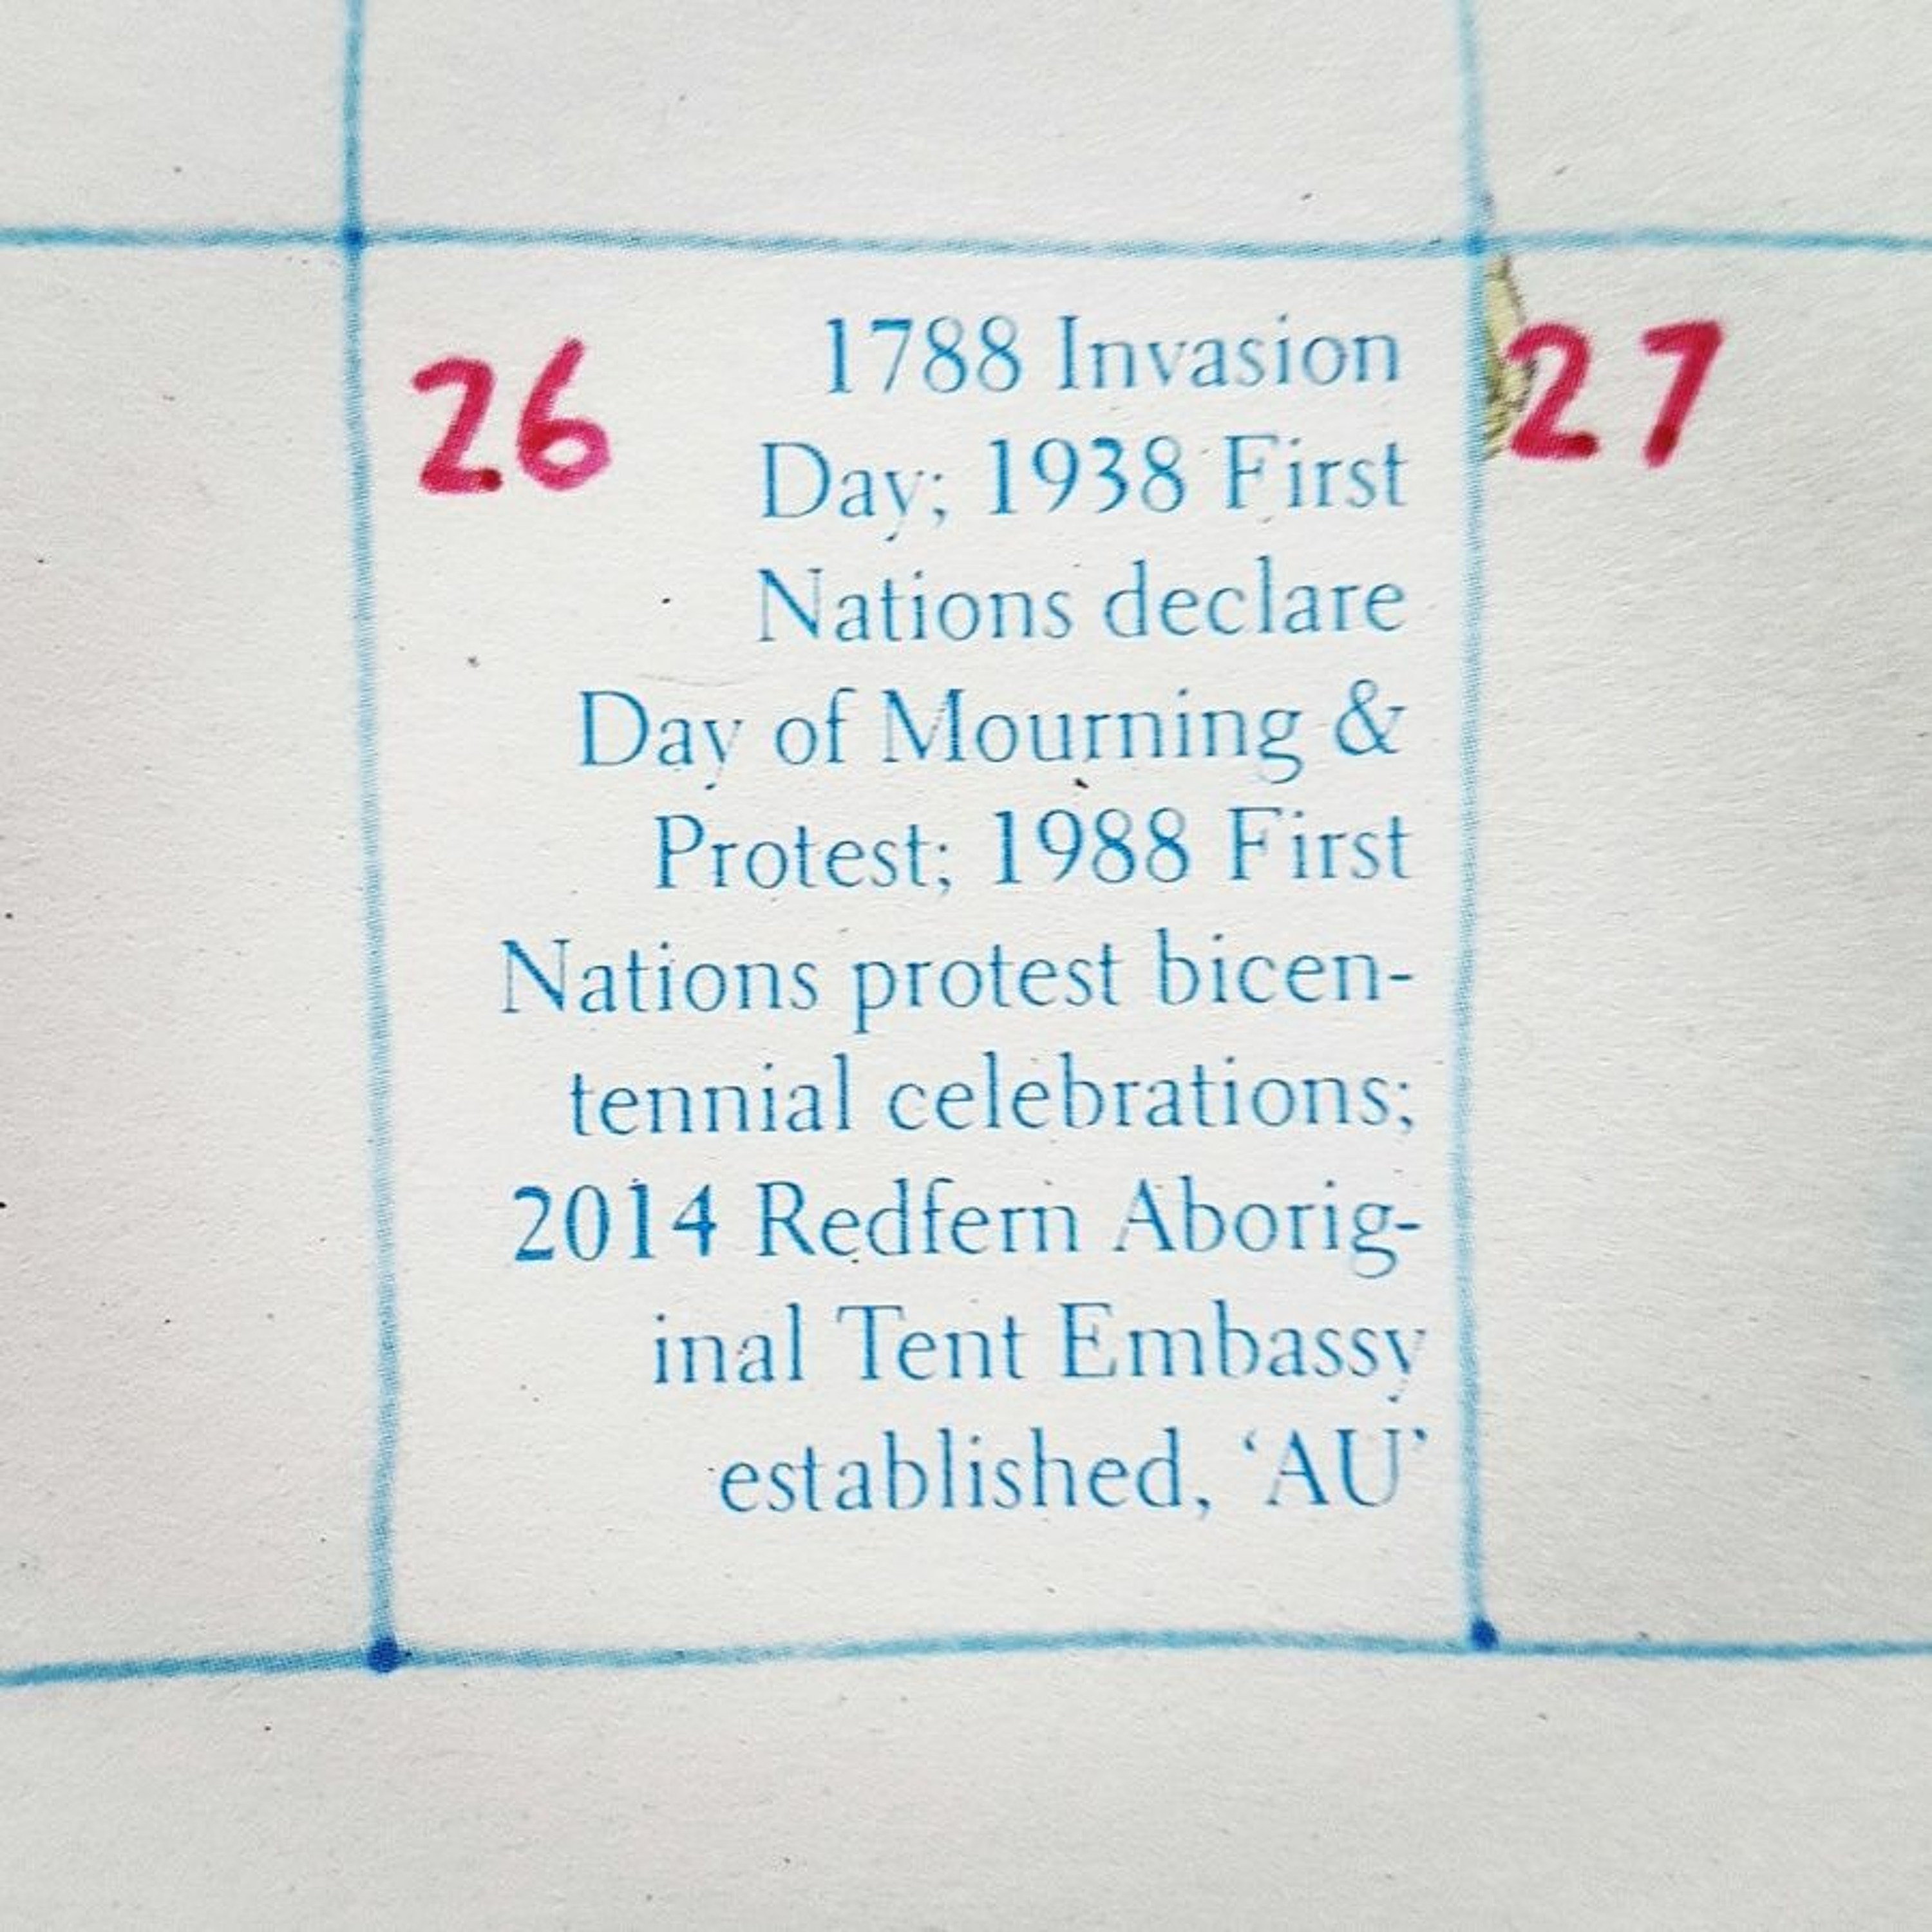 26
1788 Invasion
Day; 1938 First
Nations declare
Day of Mourning &
Protest; 1988 First
Nations protest bicen-
tennial celebrations;
2014 Redfern Aborig-
inal Tent Embassy
established, ‘AU’
27